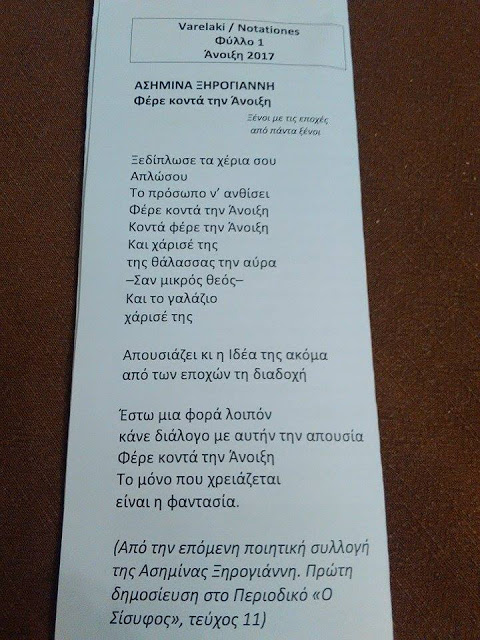 Varelaki / Notationes
Φύλλο 1
Άνοιξη 2017
ΑΣΗΜΙΝΑ ΞΗΡΟΓΙΑΝΝΗ
Φέρε κοντά την Άνοιξη
Ξένοι με τις εποχές
από πάντα ξένοι
Ξεδίπλωσε τα χέρια σου
Απλώσου
Το πρόσωπο ν’ ανθίσει
Φέρε κοντά την Άνοιξη
Κοντά φέρε την Άνοιξη
Και χάρισέ της
της θάλασσας την αύρα
–Σαν μικρός θεός–
Και το γαλάζιο
χάρισέ της
Απουσιάζει κι η Ιδέα της ακόμα
από των εποχών τη διαδοχή
Έστω μια φορά λοιπόν
κάνε διάλογο με αυτήν την απουσία
Φέρε κοντά την Άνοιξη
Το μόνο που χρειάζεται
είναι η φαντασία.
(Από την επόμενη ποιητική συλλογή
της Ασημίνας Ξηρογιάννη. Πρώτη
δημοσίευση στο Περιοδικό «Ο
Σίσυφος», τεύχος 11)